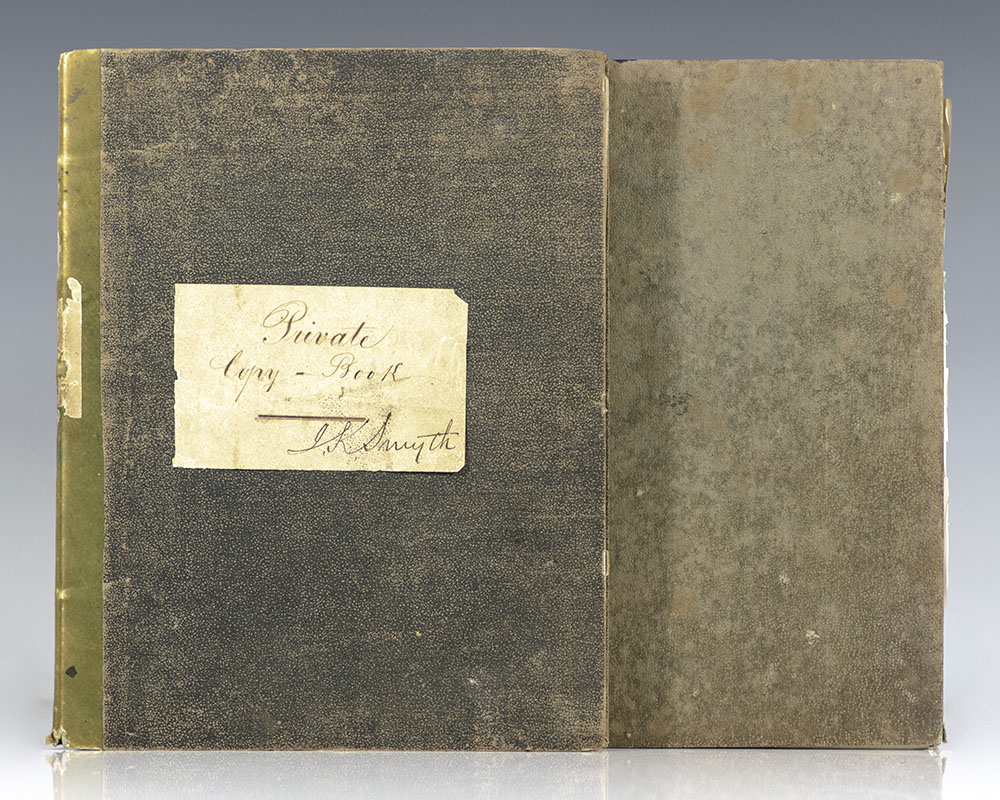 Private
Copy - Book
J. K. Smyth